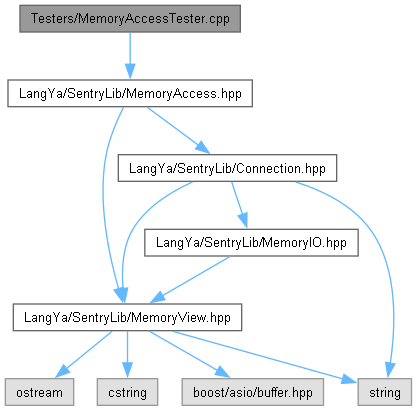 Testers/MemoryAccessTester.cpp
LangYa/SentryLib/MemoryAccess.hpp
LangYa/SentryLib/Connection.hpp
LangYa/SentryLib/MemoryIO.hpp
LangYa/SentryLib/MemoryView.hpp
ostream
cstring
boost/asio/buffer.hpp
string